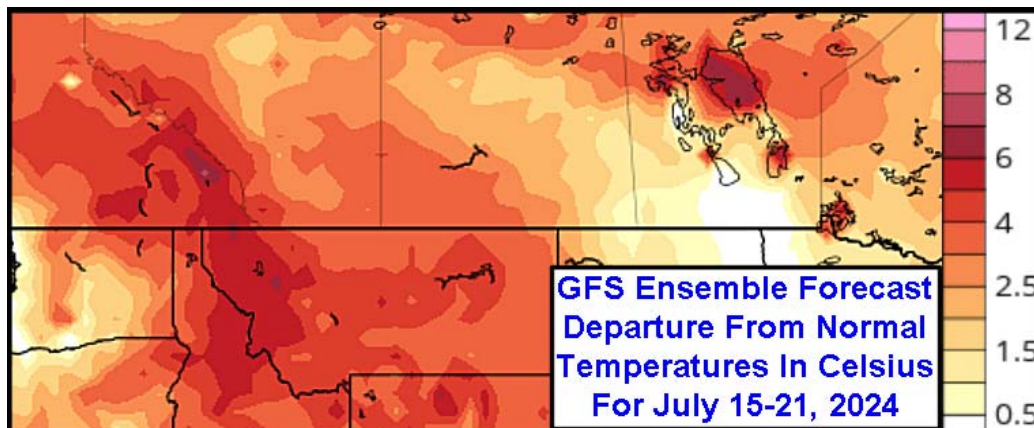 12
8
6
4
2.5
1.5
0.5
GFS Ensemble Forecast
Departure From Normal
Temperatures In Celsius
For July 15-21, 2024